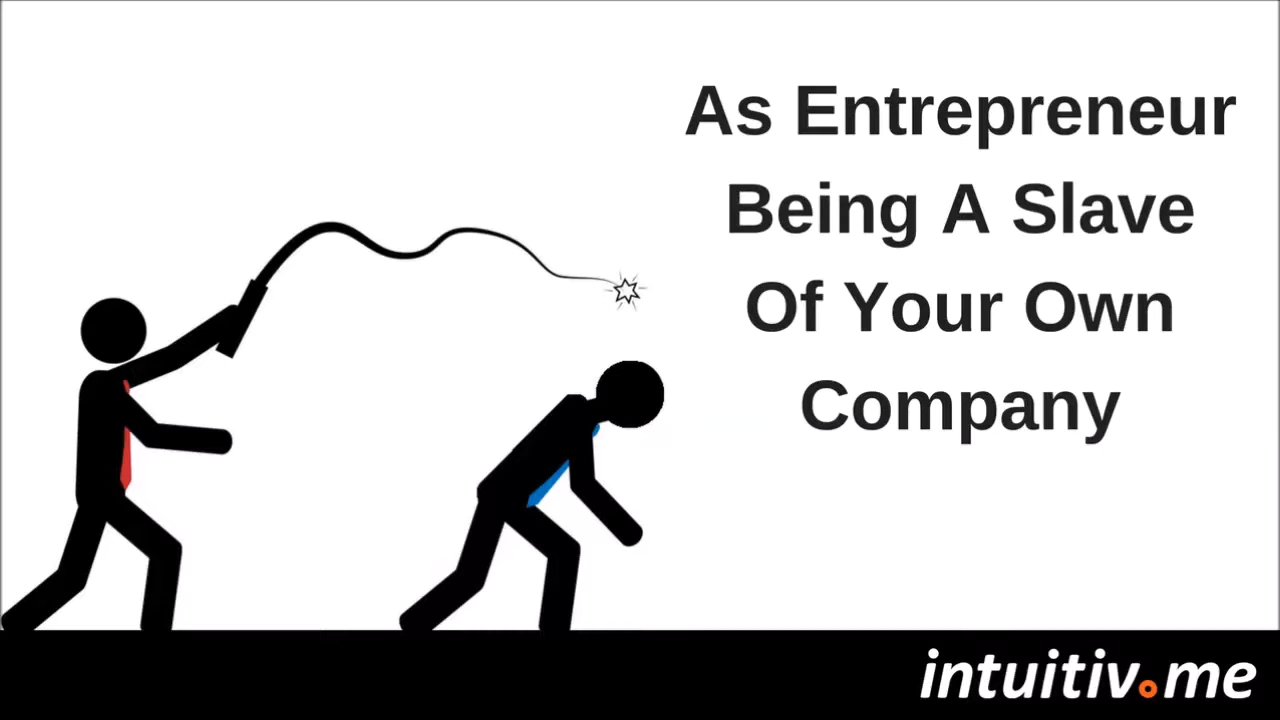 As Entrepreneur
Being A Slave
Of Your Own
Company
intuitiv.me